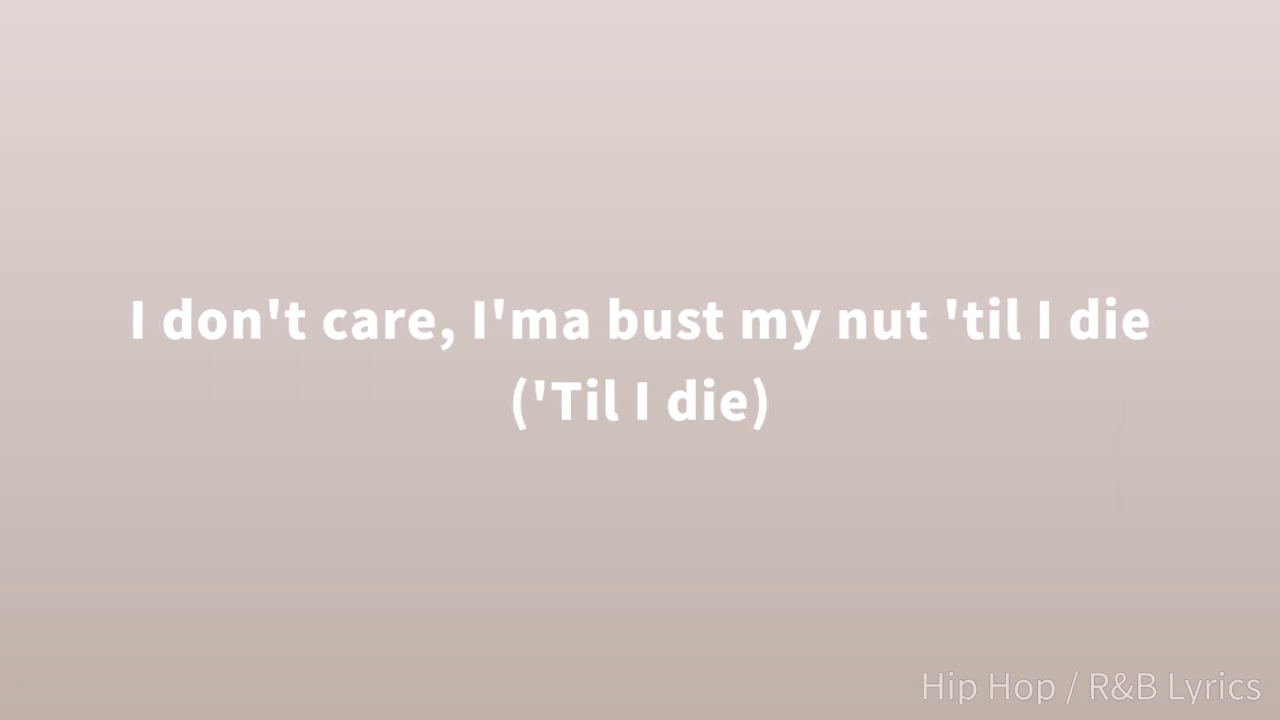 I don't care, I'ma bust my nut 'til I die
('Til I die)
Hip Hop / R&B Lyrics